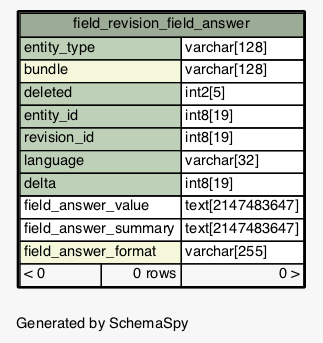 field_revision_field_answer
entity_type varchar[128]
bundle varchar[128]
deleted int2[5]
entity_id int8[19]
revision_id int8[19]
language varchar[32]
delta int8[19]
field_answer_value text[2147483647]
field_answer_summary text[2147483647]
field_answer_format varchar[255]
< 0 0 rows 0 >
Generated by SchemaSpy